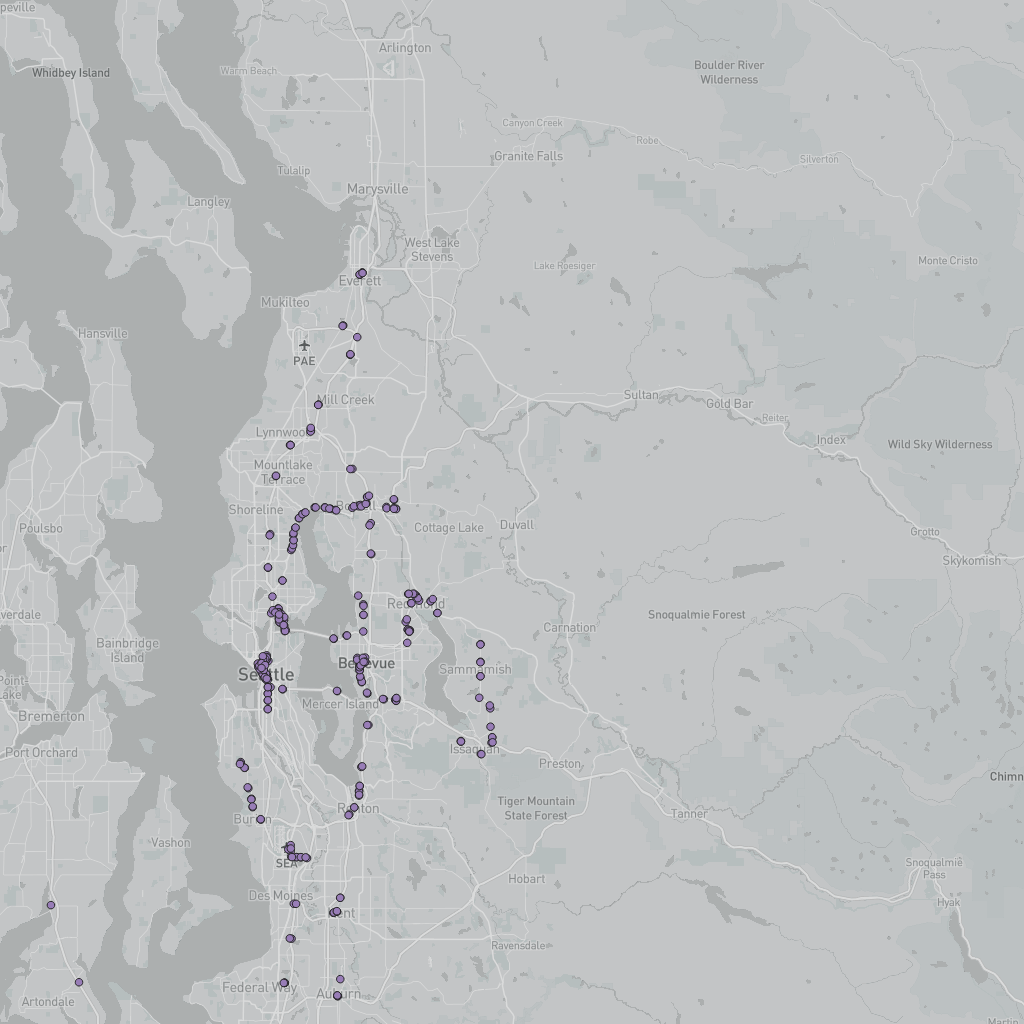 peville
Arlington
Whidbey Island
Warm Beach
Boulder River
Wilderness
Canyon Creek
Robe
Granite Falls
Silverton
Tulalip
Marysville
Langley
West Lake
Stevens
Monte Cristo
Lake Roesiger
Everett
Mukilteo
Hansville
PAE
Mill Creek
Sultan
Gold Bar
Reiter
Lynnwood
Index
Wild Sky Wilderness
Mountlake
Terrace
Shoreline
Poulsbo
Cottage Lake
Duvall
Grotto
Skykomish
Redmond
verdale
Snoqualmie Forest
Carnation
Bainbridge
Island
Bellevue
Sammamish
Seattle
Point-
Lake
Mercer Island
Bremerton
Port Orchard
Issaquah
Preston
Chimn
Tiger Mountain
State Forest
Renton
Tanner
Burien
Vashon
SEA
Snoqualmie
Pass
Hobart
Des Moines
Hyak
Kent
Ravensdale
Federal Way
Auburn
Artondale
Martin